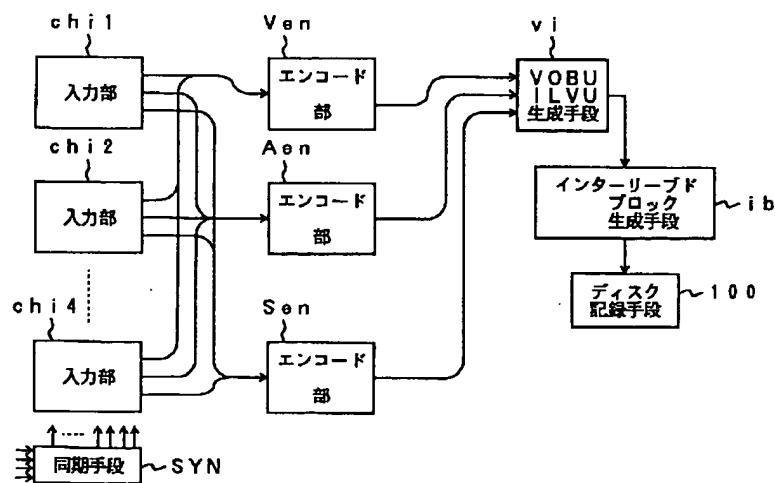 chi1
入力部
chi2
入力部
chi4
入力部
同期手段
SYN
Ven
エンコード
部
Aen
エンコード
部
Sen
エンコード
部
vi
VOBU
ILVU
生成手段
インターリーブド
ブロック
生成手段
ib
ディスク
記録手段
100